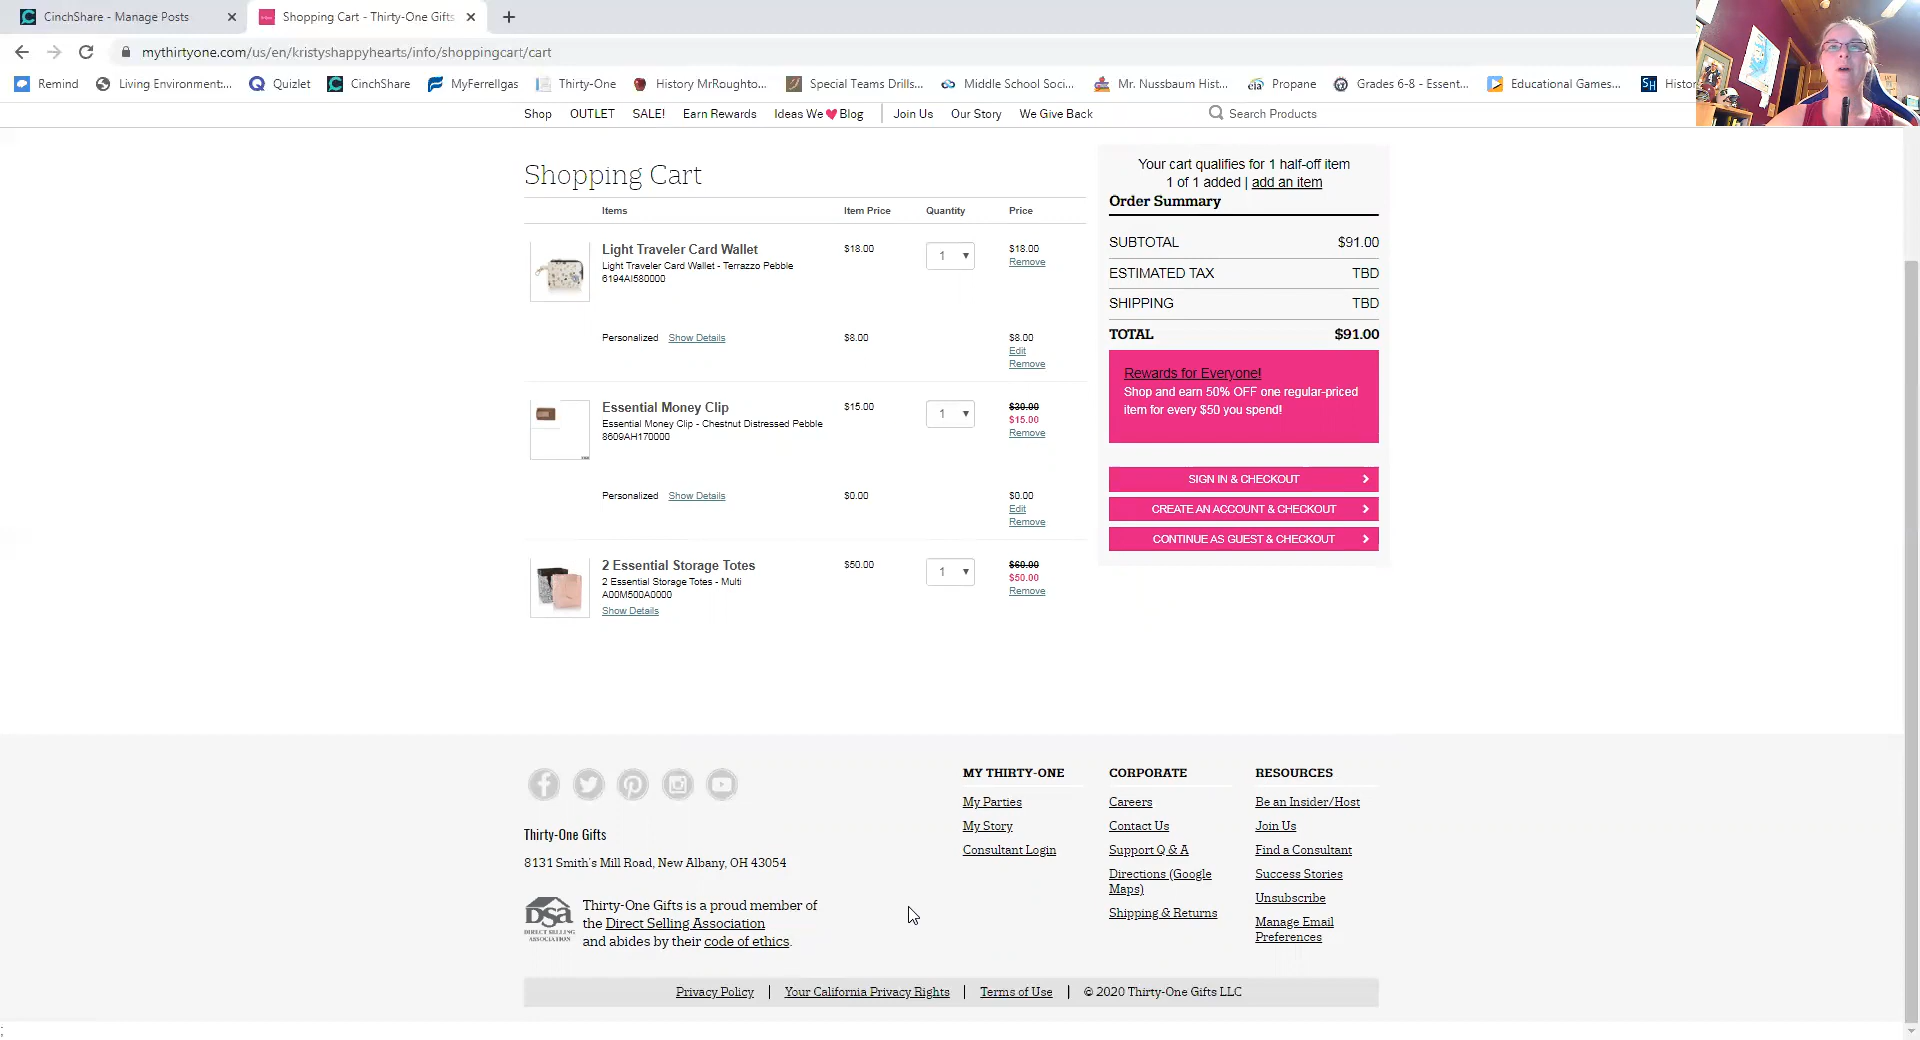 CinchShare - Manage Posts
Shopping Cart - Thirty-One Gifts
mythirtyone.com/us/en/kristyshappyhearts/info/shoppingcart/cart
Remind Living Environment:... Quizlet CinchShare MyFerrellgas Thirty-One History MrRoughto... Special Teams Drills... Middle School Soci... Mr. Nussbaum Hist... eia Propane Grades 6-8 - Essent... Educational Games... SH Histor
Shop OUTLET SALE! Earn Rewards Ideas We Blog Join Us Our Story We Give Back Search Products
Your cart qualifies for 1 half-off item
1 of 1 added | add an item
Shopping Cart
Order Summary
Items Item Price Quantity Price
SUBTOTAL $91.00
Light Traveler Card Wallet $18.00 1 $18.00
Light Traveler Card Wallet - Terrazzo Pebble Remove
6194AI580000
ESTIMATED TAX TBD
SHIPPING TBD
TOTAL $91.00
Personalized Show Details $8.00 $8.00
Edit
Remove
Rewards for Everyone!
Shop and earn 50% OFF one regular-priced
item for every $50 you spend!
Essential Money Clip $15.00 1 $30.00
Essential Money Clip - Chestnut Distressed Pebble $15.00
8609AH170000 Remove
SIGN IN & CHECKOUT
Personalized Show Details $0.00 $0.00
Edit
Remove
CREATE AN ACCOUNT & CHECKOUT
CONTINUE AS GUEST & CHECKOUT
2 Essential Storage Totes $50.00 1 $60.00
2 Essential Storage Totes - Multi $50.00
A00M500A0000 Remove
Show Details
MY THIRTY-ONE CORPORATE RESOURCES
My Parties Careers Be an Insider/Host
My Story Contact Us Join Us
Consultant Login Support Q & A Find a Consultant
Directions (Google Maps) Success Stories
Shipping & Returns Unsubscribe
Manage Email Preferences
Thirty-One Gifts
8131 Smith's Mill Road, New Albany, OH 43054
DSA
DIRECT SELLING
ASSOCIATION
Thirty-One Gifts is a proud member of
the Direct Selling Association
and abides by their code of ethics.
Privacy Policy | Your California Privacy Rights | Terms of Use | © 2020 Thirty-One Gifts LLC
;